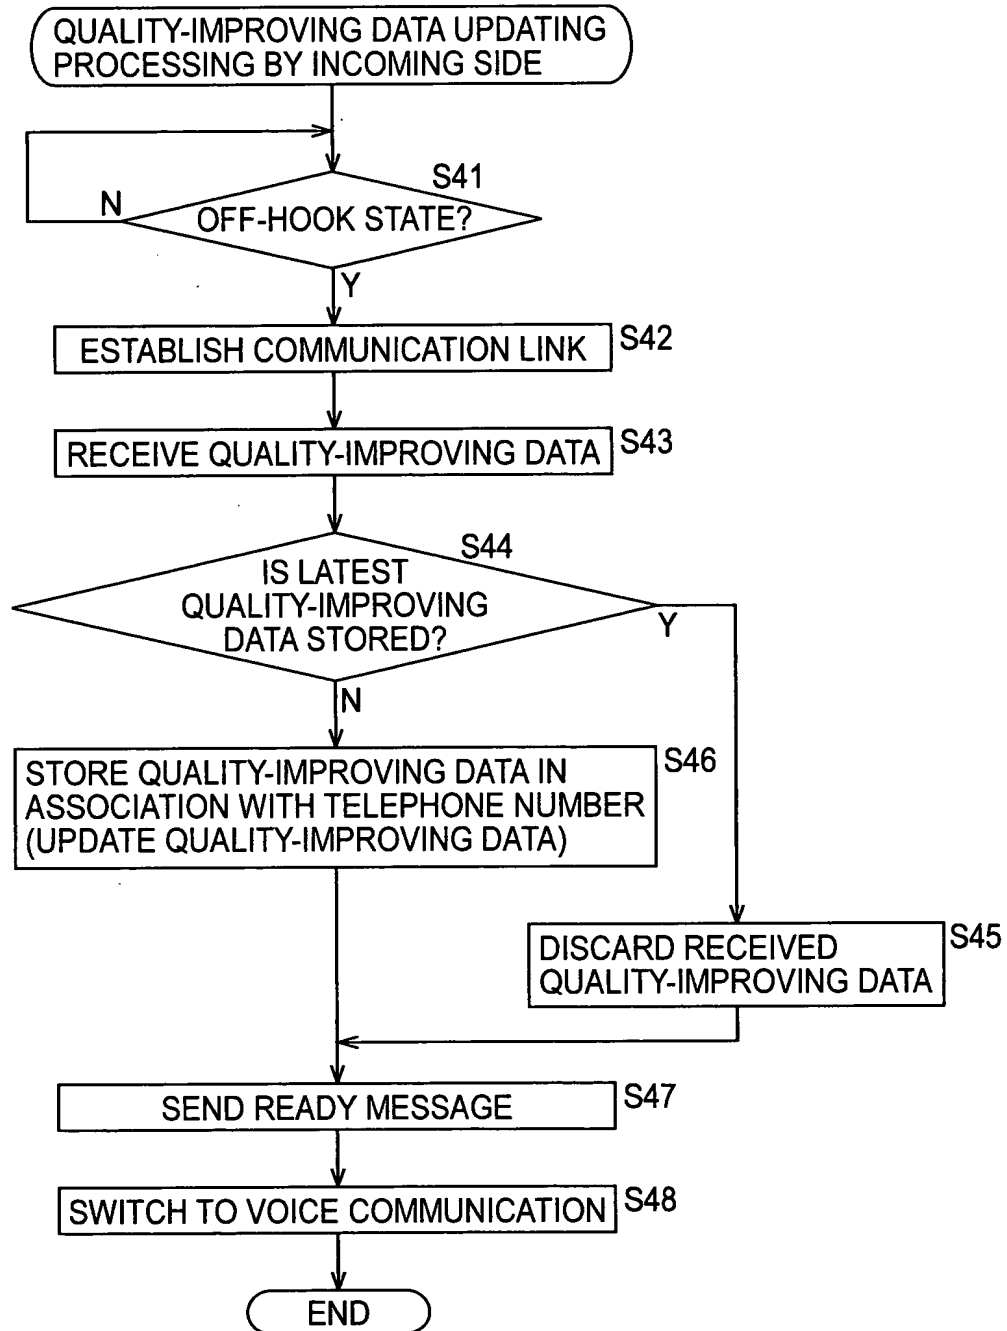 QUALITY-IMPROVING DATA UPDATING
PROCESSING BY INCOMING SIDE
S41
N
OFF-HOOK STATE?
Y
ESTABLISH COMMUNICATION LINK
S42
RECEIVE QUALITY-IMPROVING DATA
S43
S44
IS LATEST
QUALITY-IMPROVING
DATA STORED?
Y
N
STORE QUALITY-IMPROVING DATA IN
ASSOCIATION WITH TELEPHONE NUMBER
(UPDATE QUALITY-IMPROVING DATA)
S46
DISCARD RECEIVED
QUALITY-IMPROVING DATA
S45
SEND READY MESSAGE
S47
SWITCH TO VOICE COMMUNICATION
S48
END